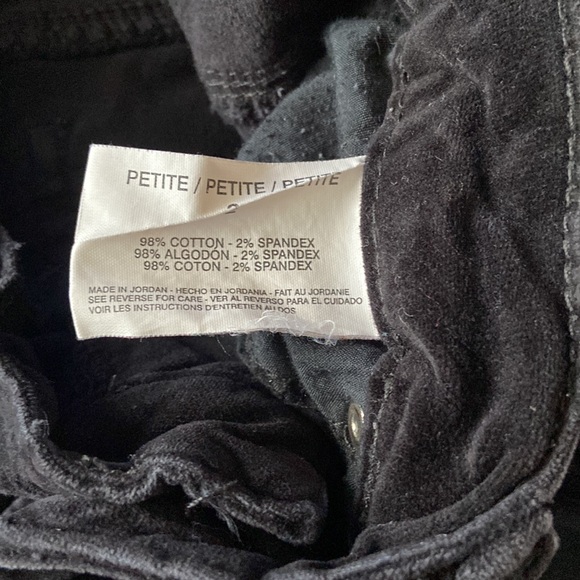 PETITE / PETITE / PETITE
2
98% COTTON - 2% SPANDEX
98% ALGODON - 2% SPANDEX
98% COTON - 2% SPANDEX
MADE IN JORDAN - HECHO EN JORDANIA - FAIT AU JORDANIE
SEE REVERSE FOR CARE - VER AL REVERSO PARA EL CUIDADO
VOIR LES INSTRUCTIONS D'ENTRETIEN AU DOS